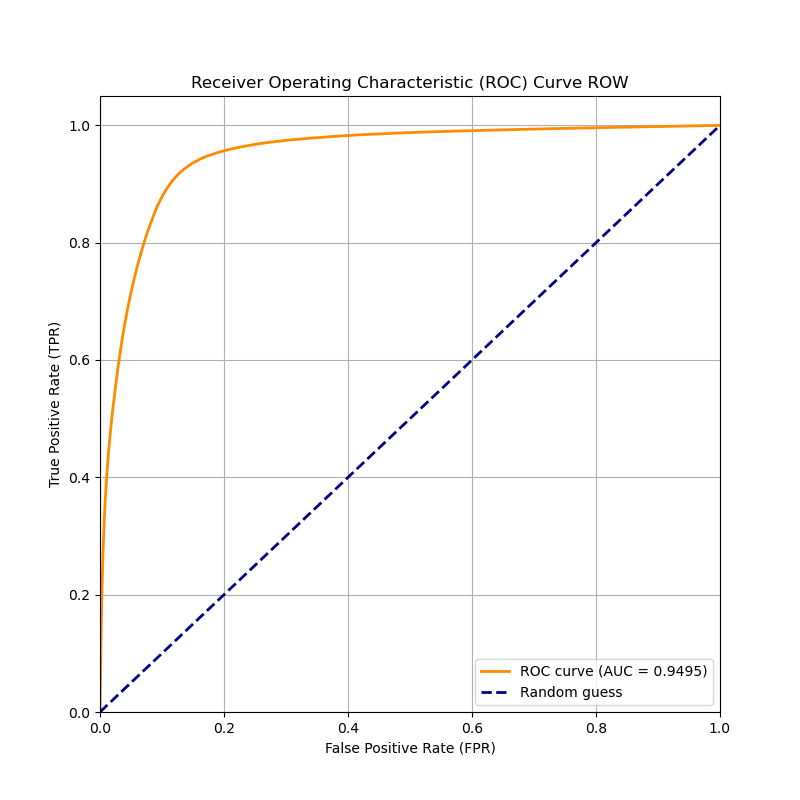 Receiver Operating Characteristic (ROC) Curve ROW
True Positive Rate (TPR)
1.0
0.8
0.6
0.4
0.2
0.0
ROC curve (AUC = 0.9495)
Random guess
0.0 0.2 0.4 0.6 0.8 1.0
False Positive Rate (FPR)